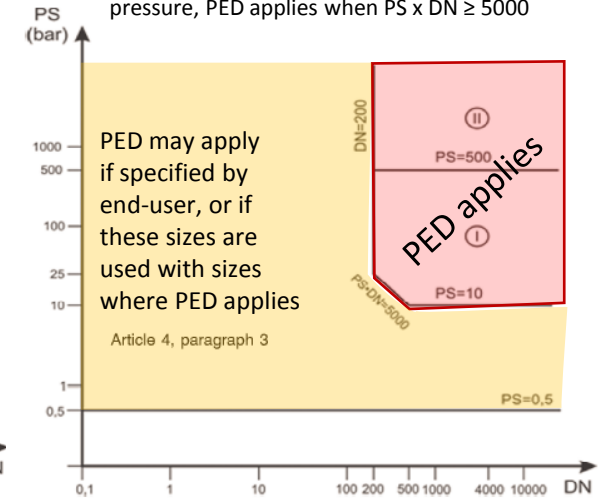 pressure, PED applies when PS x DN ≥ 5000
PS
(bar)
DN=200
II
1000
PED may apply
if specified by
end-user, or if
these sizes are
used with sizes
where PED applies
PS=500
500
PED applies
100
I
25
PS=10
10
PS•DN=5000
Article 4, paragraph 3
1
PS=0,5
0,5
0,1
1
10
100
200
500
1000
4000
10000
DN